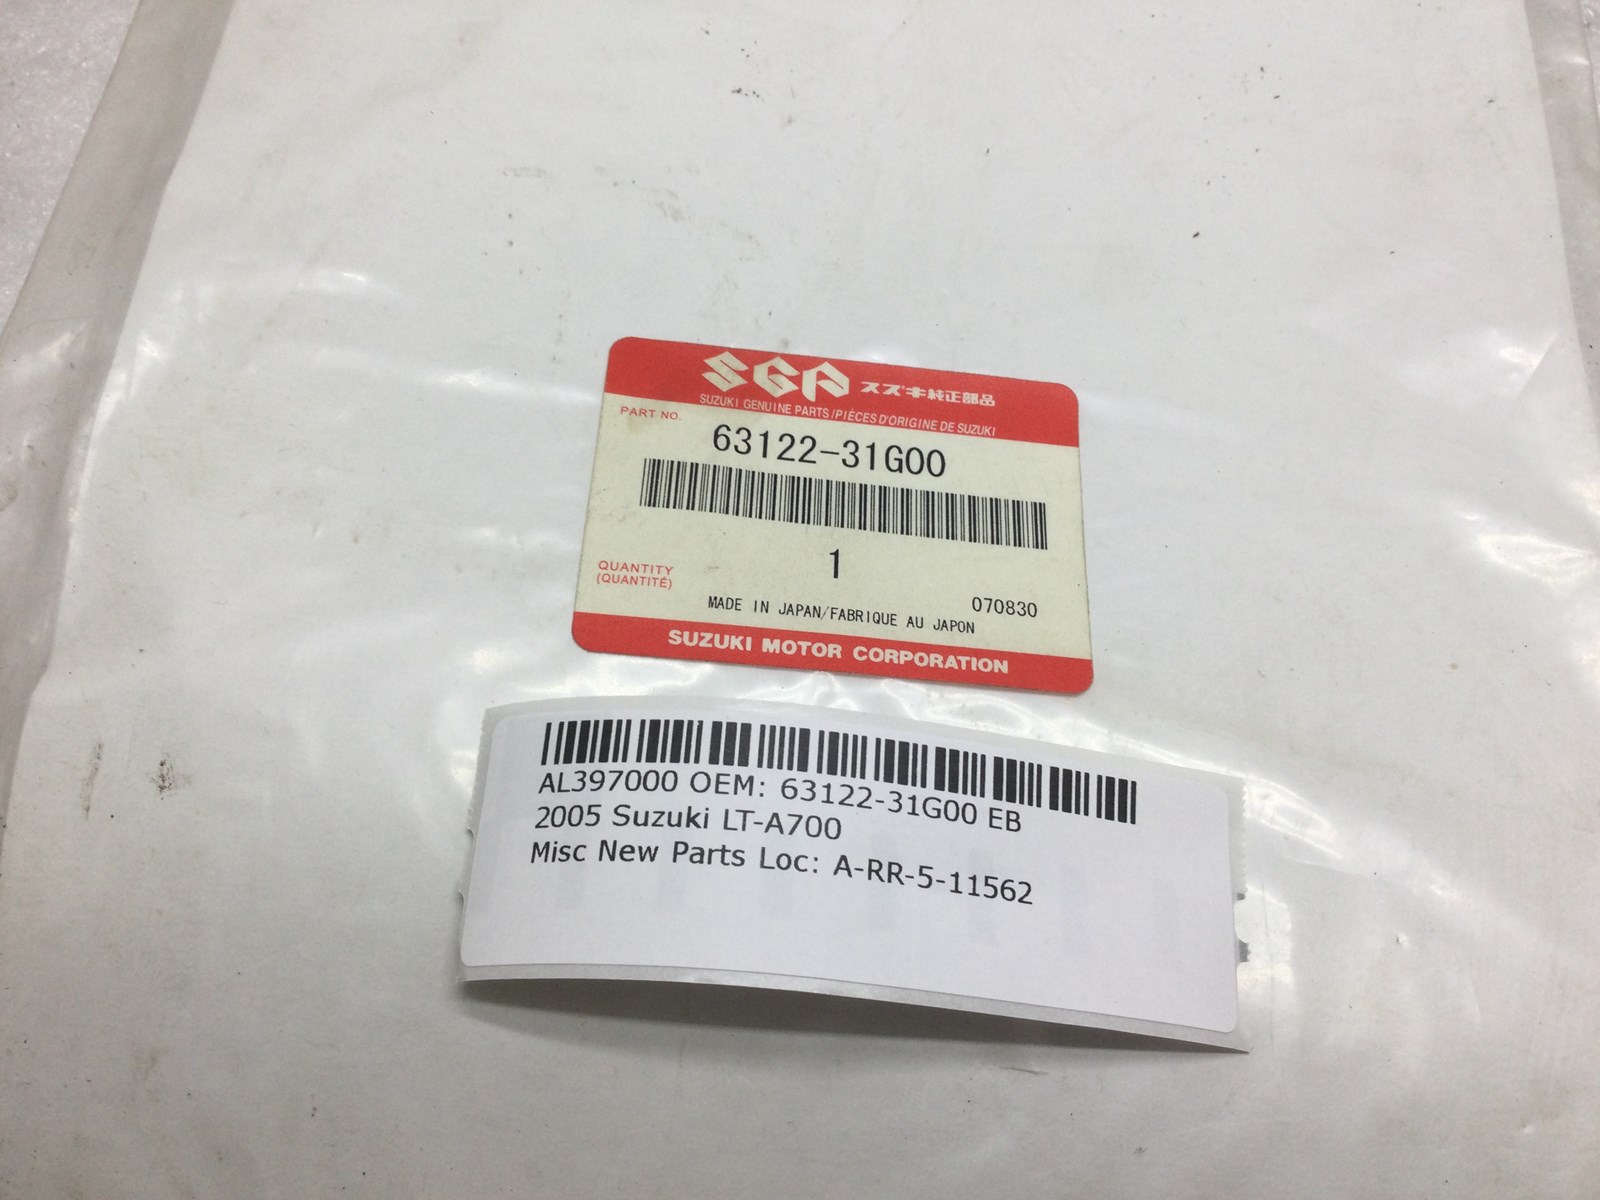 SGP スズキ純正部品
SUZUKI GENUINE PARTS/PIÈCES D'ORIGINE DE SUZUKI
PART NO.
63122-31G00
1
QUANTITY
(QUANTITÉ)
070830
MADE IN JAPAN/FABRIQUE AU JAPON
SUZUKI MOTOR CORPORATION
AL397000 OEM: 63122-31G00 EB
2005 Suzuki LT-A700
Misc New Parts Loc: A-RR-5-11562